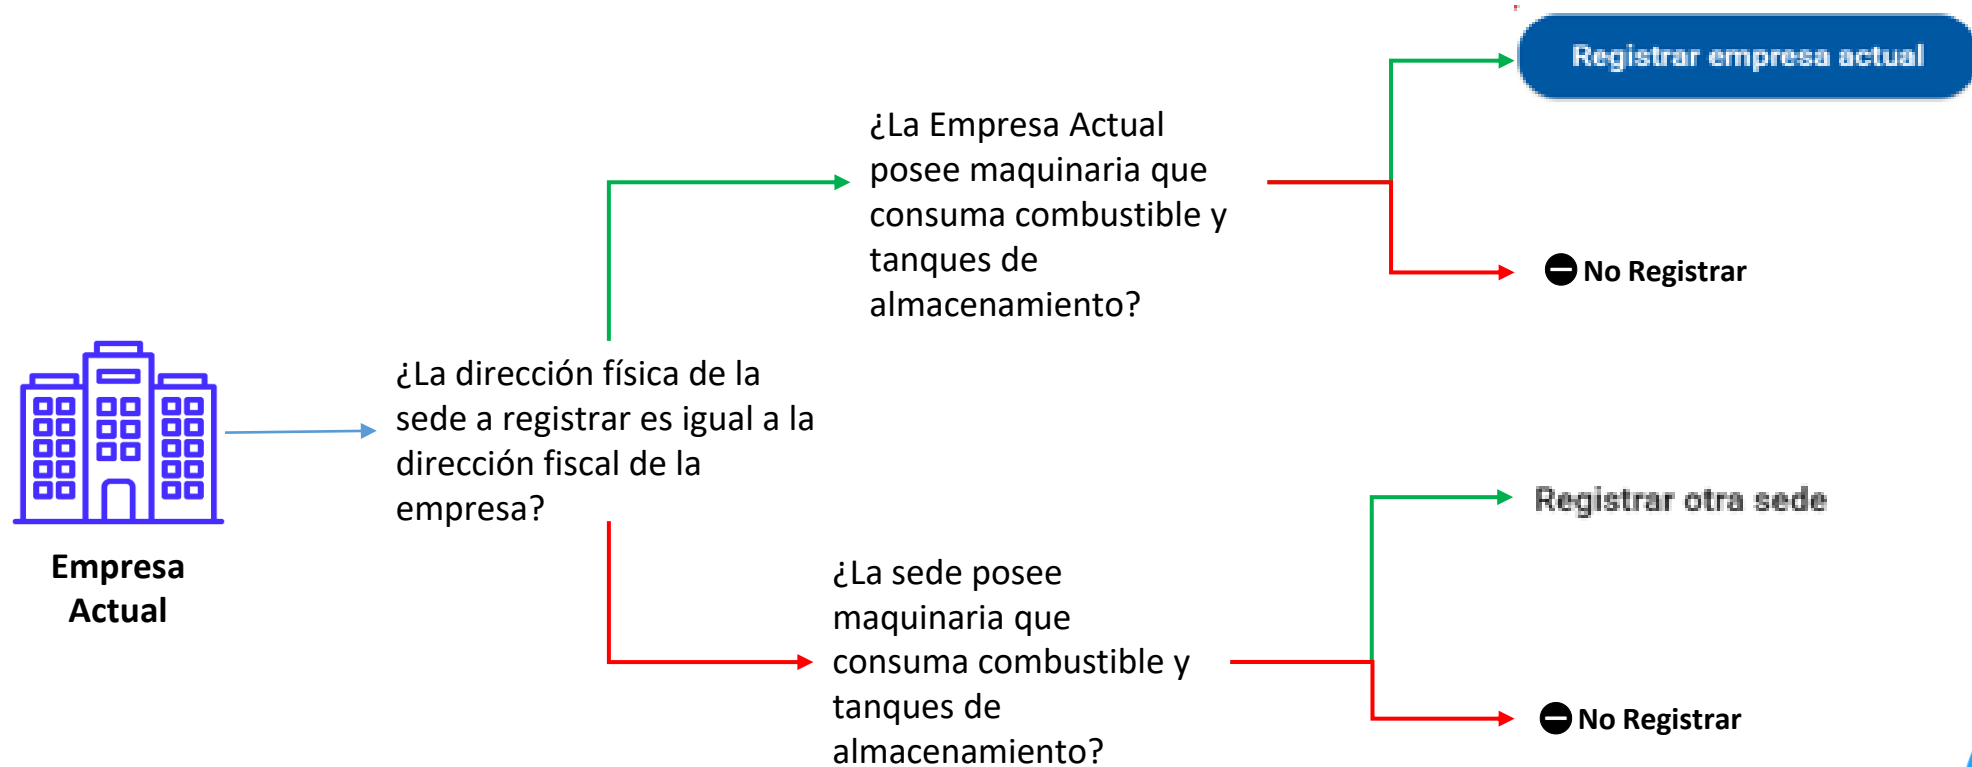 Registrar empresa actual
¿La Empresa Actual
posee maquinaria que
consuma combustible y
tanques de
almacenamiento?
No Registrar
¿La dirección física de la
sede a registrar es igual a la
dirección fiscal de la
empresa?
Empresa
Actual
Registrar otra sede
¿La sede posee
maquinaria que
consuma combustible y
tanques de
almacenamiento?
No Registrar